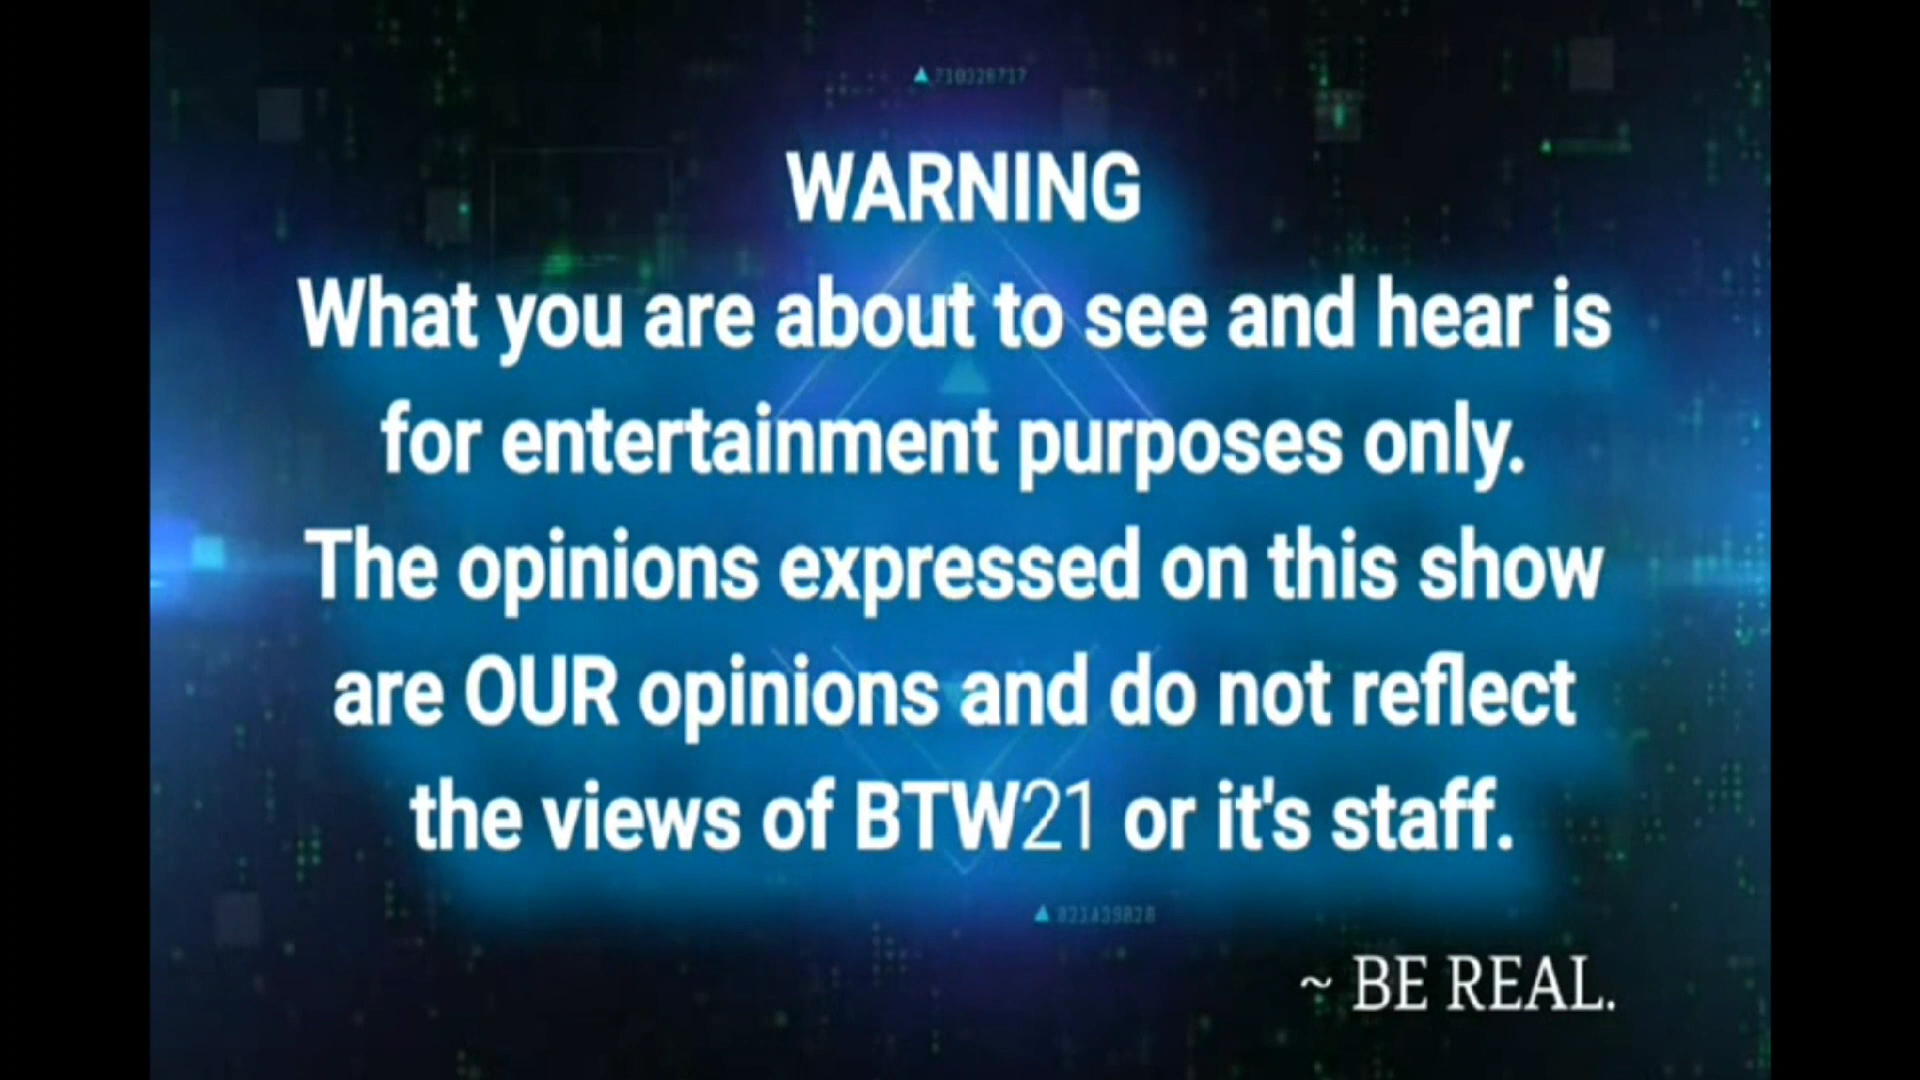 WARNING
What you are about to see and hear is
for entertainment purposes only.
The opinions expressed on this show
are OUR opinions and do not reflect
the views of BTW21 or it's staff.
~ BE REAL.